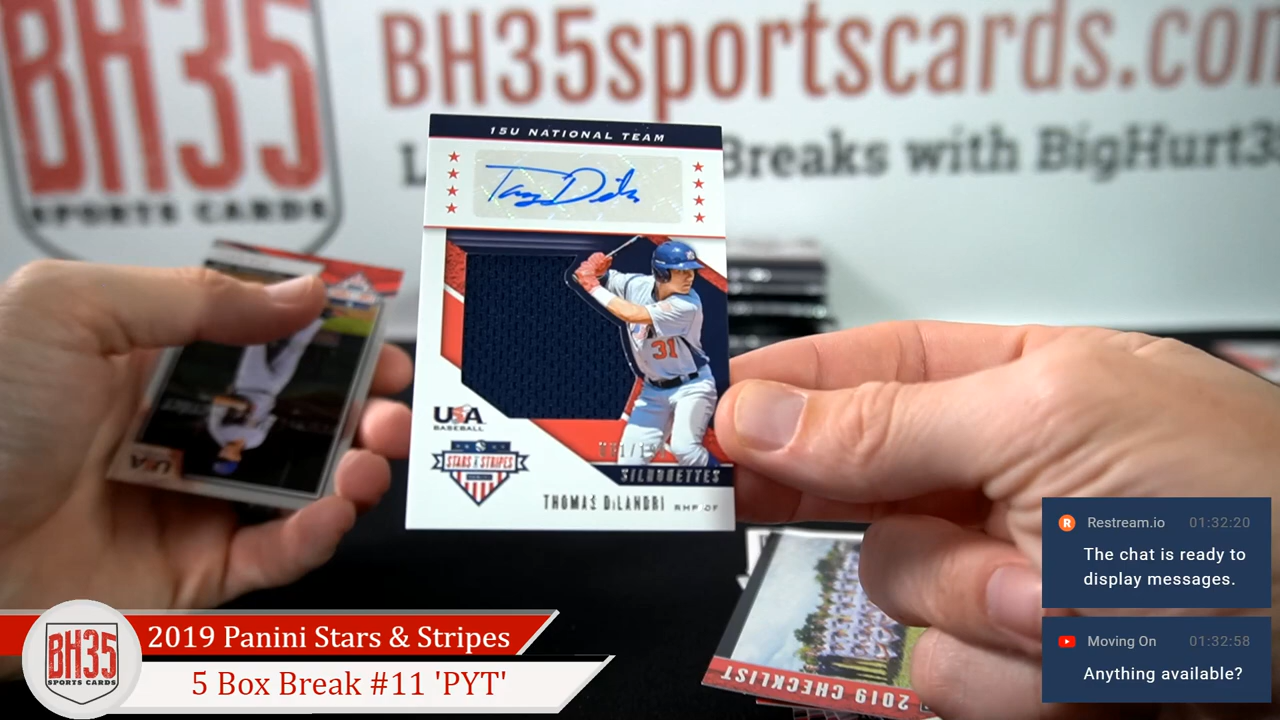 BH35
SPORTS CARDS
BH35sportscards.com
Breaks with BigHurt35
15U NATIONAL TEAM
31
USA
BASEBALL
STARS & STRIPES
SILHOUETTES
THOMAS DiLANDRI RHP/OF
USA
2019 CHECKLIST
Restream.io 01:32:20
The chat is ready to
display messages.
Moving On 01:32:58
Anything available?
BH35
SPORTS CARDS
2019 Panini Stars & Stripes
5 Box Break #11 'PYT'